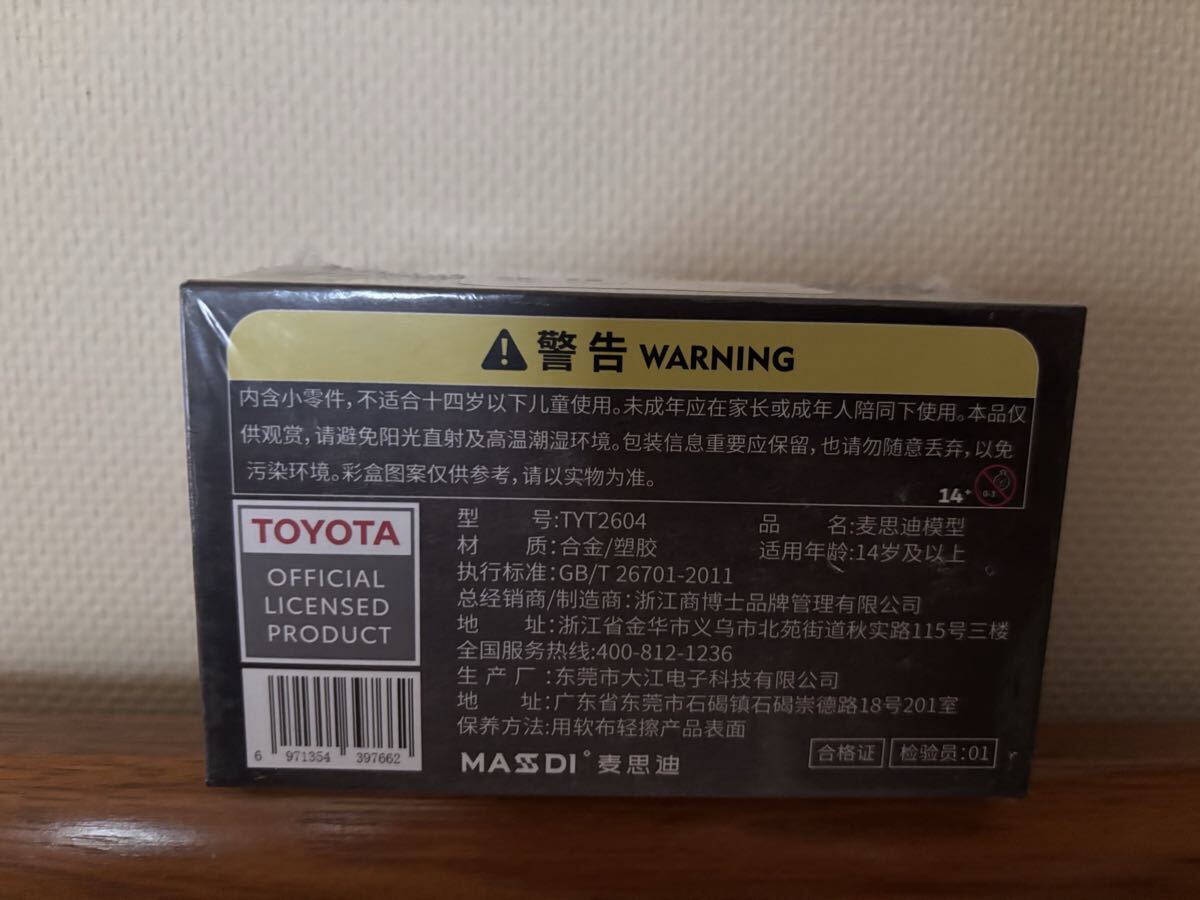 警告 WARNING
内含小零件，不适合十四岁以下儿童使用。未成年应在家长或成年人陪同下使用。本品仅
供观赏，请避免阳光直射及高温潮湿环境。包装信息重要应保留，也请勿随意丢弃，以免
污染环境。彩盒图案仅供参考，请以实物为准。
14+
0-3
TOYOTA
OFFICIAL
LICENSED
PRODUCT
型 号:TYT2604 品 名:麦思迪模型
材 质:合金/塑胶 适用年龄:14岁及以上
执行标准:GB/T 26701-2011
总经销商/制造商:浙江商博士品牌管理有限公司
地 址:浙江省金华市义乌市北苑街道秋实路115号三楼
全国服务热线:400-812-1236
生 产 厂 :东莞市大江电子科技有限公司
地 址:广东省东莞市石碣镇石碣崇德路18号201室
保养方法:用软布轻擦产品表面
6 971354 397662
MASSDI° 麦思迪
合格证 检验员:01